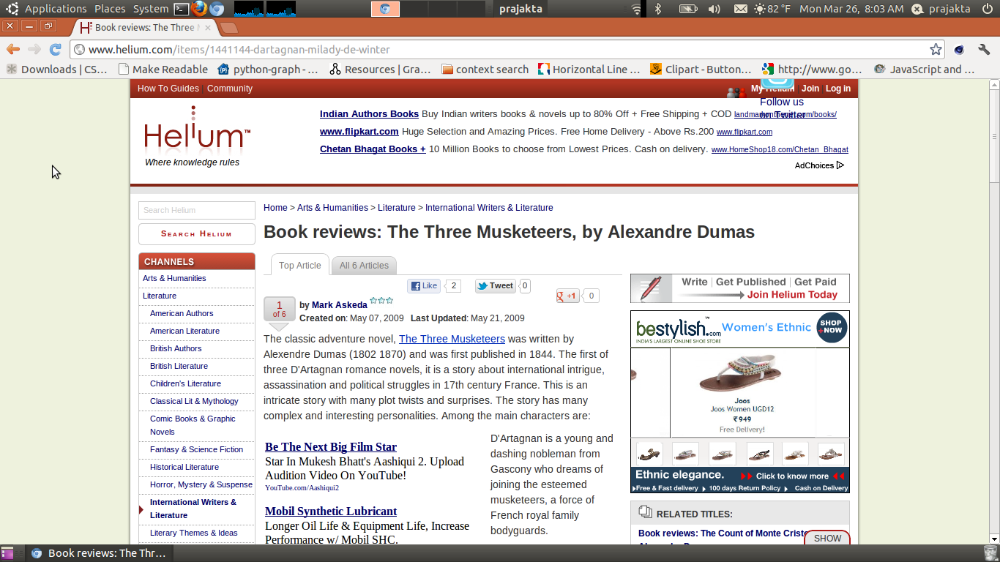 Applications Places System prajakta 82 °F Mon Mar 26, 8:03 AM prajakta
Book reviews: The Three
www.helium.com/items/1441144-dartagnan-milady-de-winter
Downloads | CS... Make Readable python-graph - ... Resources | Gra... context search Horizontal Line ... Clipart - Button... http://www.go... JavaScript and ...
How To Guides | Community My Helium | Join | Log in
Follow us
on Twitter
Helium™
Where knowledge rules
Indian Authors Books Buy Indian writers books & novels up to 80% Off + Free Shipping + COD
www.flipkart.com Huge Selection and Amazing Prices. Free Home Delivery - Above Rs.200 www.flipkart.com
Chetan Bhagat Books + 10 Million Books to choose from Lowest Prices. Cash on delivery. www.HomeShop18.com/Chetan_Bhagat
AdChoices
Search Helium
Search Helium
CHANNELS
Arts & Humanities
Literature
American Authors
American Literature
British Authors
British Literature
Children's Literature
Classical Lit & Mythology
Comic Books & Graphic
Novels
Fantasy & Science Fiction
Historical Literature
Horror, Mystery & Suspense
International Writers &
Literature
Literary Themes & Ideas
Home > Arts & Humanities > Literature > International Writers & Literature
Book reviews: The Three Musketeers, by Alexandre Dumas
Top Article All 6 Articles
Like 2 Tweet 0 +1 0
1
of 6
by Mark Askeda
Created on: May 07, 2009 Last Updated: May 21, 2009
The classic adventure novel, The Three Musketeers was written by
Alexendre Dumas (1802 1870) and was first published in 1844. The first of
three D'Artagnan romance novels, it is a story about international intrigue,
assassination and political struggles in 17th century France. This is an
intricate story with many plot twists and surprises. The story has many
complex and interesting personalities. Among the main characters are:
Be The Next Big Film Star
Star In Mukesh Bhatt's Aashiqui 2. Upload
Audition Video On YouTube!
YouTube.com/Aashiqui2
Mobil Synthetic Lubricant
Longer Oil Life & Equipment Life, Increase
Performance w/ Mobil SHC.
D'Artagnan is a young and
dashing nobleman from
Gascony who dreams of
joining the esteemed
musketeers, a force of
French royal family
bodyguards.
Write | Get Published | Get Paid
Join Helium Today
bestylish.com™ Women's Ethnic SHOP NOW
INDIA'S LARGEST ONLINE SHOE STORE
Joos
Joos Women UGD12
₹ 949
Free Delivery!
Ethnic elegance. Click to know more
Free & Fast delivery 100 days Return Policy Cash on Delivery
RELATED TITLES:
Book reviews: The Count of Monte Cristo
SHOW
Book reviews: The Thr...